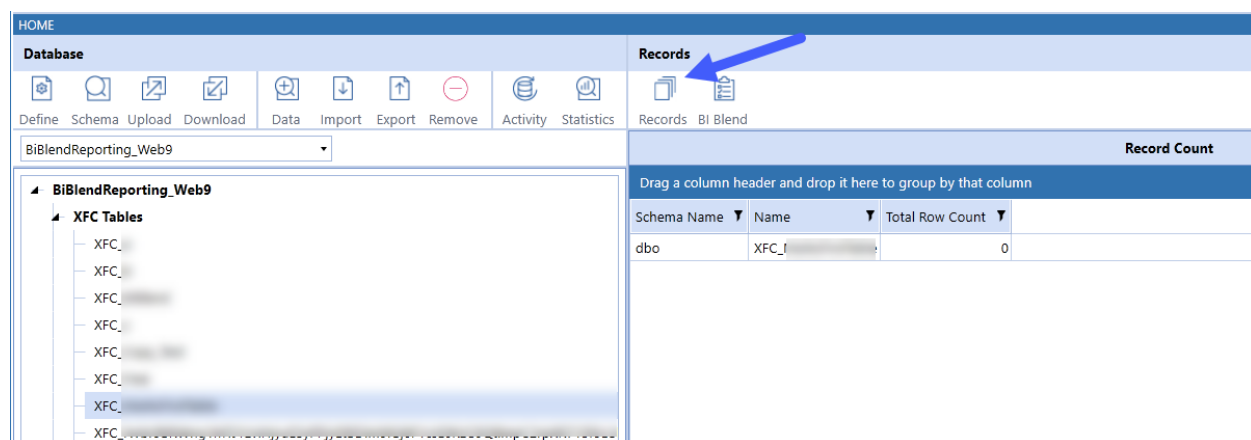 HOME
Database
Records
Define Schema Upload Download Data Import Export Remove Activity Statistics
Records BI Blend
BiBlendReporting_Web9
Record Count
BiBlendReporting_Web9
Drag a column header and drop it here to group by that column
XFC Tables
Schema Name Name Total Row Count
XFC_
dbo XFC_ 0
XFC_
XFC_
XFC_
XFC_
XFC_
XFC_
XFC_